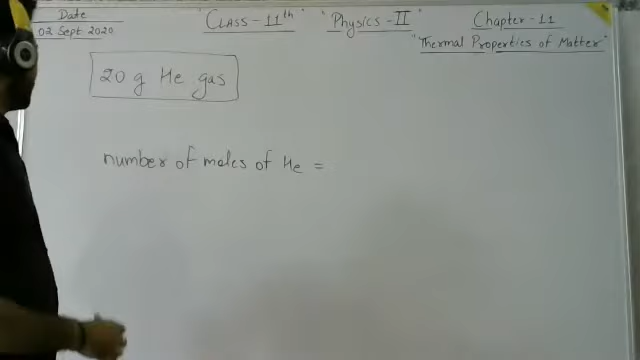 Date
02 Sept 2020
"CLASS-11th" "Physics-II"
Chapter-11
"Thermal Properties of Matter"
20 g He gas
number of moles of He =